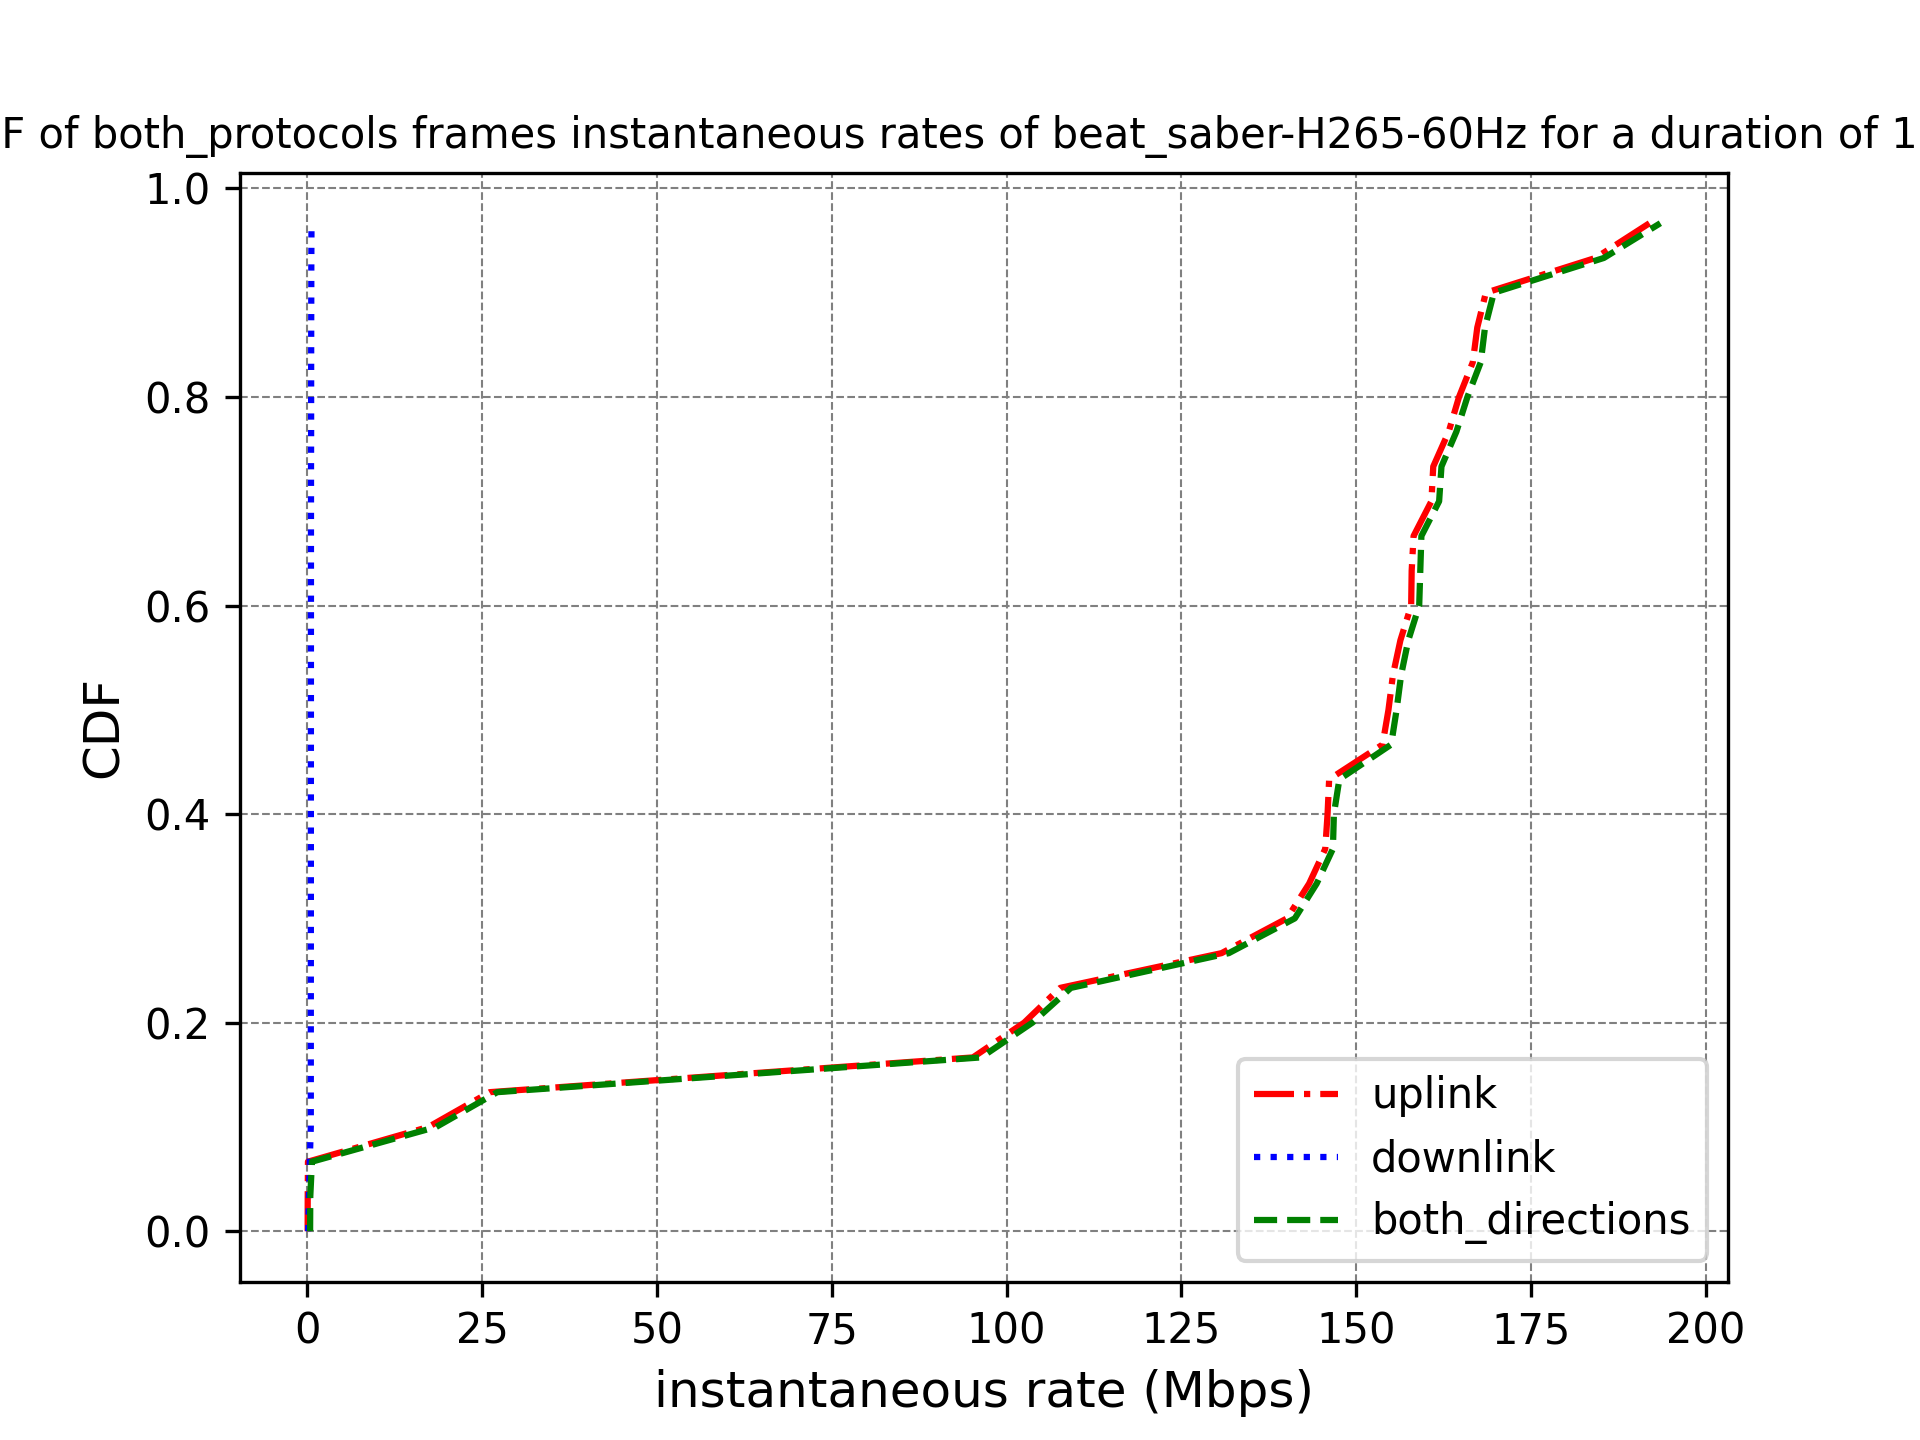 F of both_protocols frames instantaneous rates of beat_saber-H265-60Hz for a duration of 1
1.0
0.8
0.6
0.4
0.2
0.0
CDF
uplink
downlink
both_directions
0 25 50 75 100 125 150 175 200
instantaneous rate (Mbps)